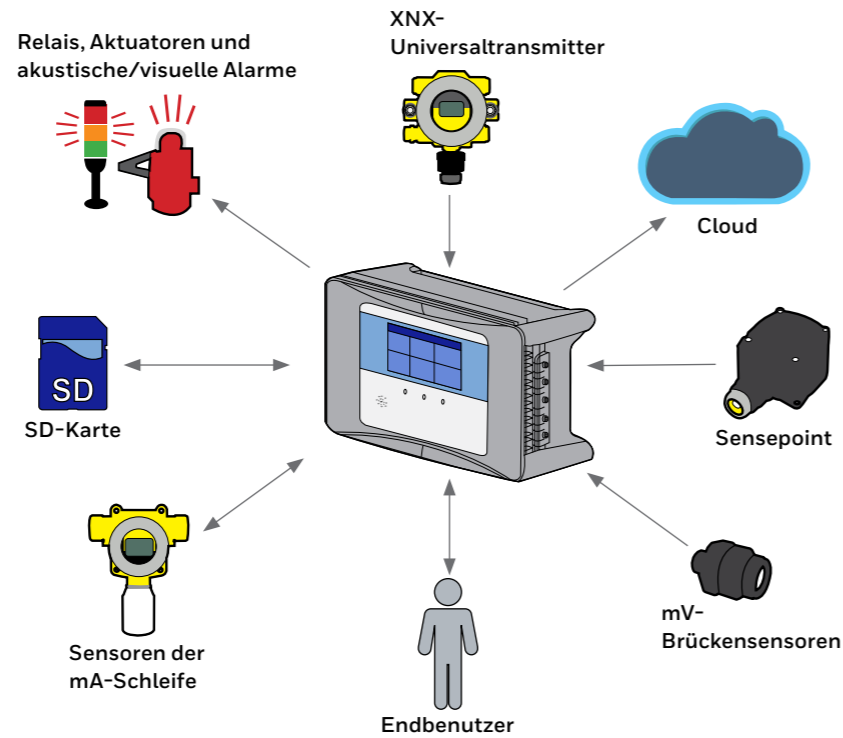 Relais, Aktuatoren und
akustische/visuelle Alarme
XNX-
Universaltransmitter
Cloud
SD
SD-Karte
Sensepoint
Sensoren der
mA-Schleife
mV-
Brückensensoren
Endbenutzer